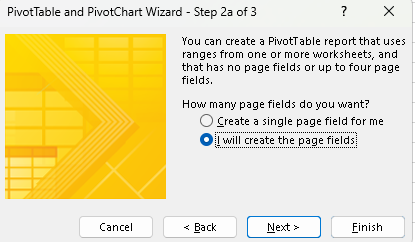 PivotTable and PivotChart Wizard - Step 2a of 3 ? ×
You can create a PivotTable report that uses
ranges from one or more worksheets, and
that has no page fields or up to four page
fields.
How many page fields do you want?
Create a single page field for me
I will create the page fields
Cancel < Back Next > Finish